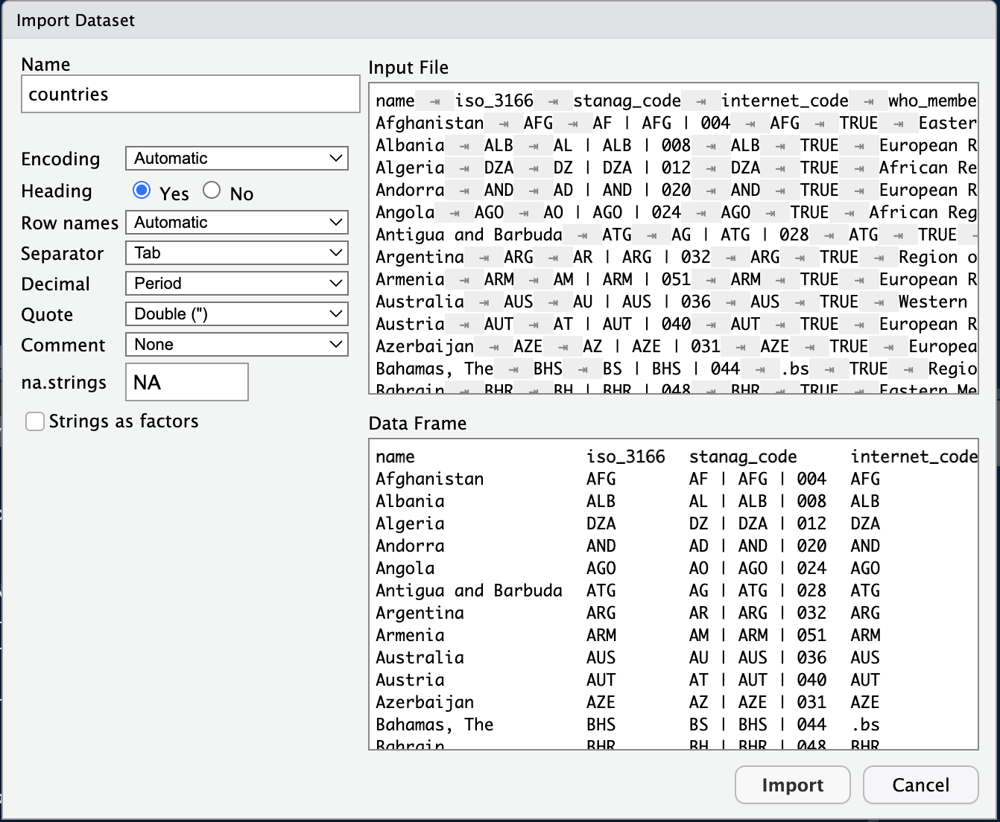 Import Dataset
Name
countries
Encoding Automatic
Heading Yes No
Row names Automatic
Separator Tab
Decimal Period
Quote Double (")
Comment None
na.strings NA
Strings as factors
Input File
name ⇥ iso_3166 ⇥ stanag_code ⇥ internet_code ⇥ who_membe
Afghanistan ⇥ AFG ⇥ AF | AFG | 004 ⇥ AFG ⇥ TRUE ⇥ Easter
Albania ⇥ ALB ⇥ AL | ALB | 008 ⇥ ALB ⇥ TRUE ⇥ European R
Algeria ⇥ DZA ⇥ DZ | DZA | 012 ⇥ DZA ⇥ TRUE ⇥ African Re
Andorra ⇥ AND ⇥ AD | AND | 020 ⇥ AND ⇥ TRUE ⇥ European R
Angola ⇥ AGO ⇥ AO | AGO | 024 ⇥ AGO ⇥ TRUE ⇥ African Reg
Antigua and Barbuda ⇥ ATG ⇥ AG | ATG | 028 ⇥ ATG ⇥ TRUE
Argentina ⇥ ARG ⇥ AR | ARG | 032 ⇥ ARG ⇥ TRUE ⇥ Region o
Armenia ⇥ ARM ⇥ AM | ARM | 051 ⇥ ARM ⇥ TRUE ⇥ European R
Australia ⇥ AUS ⇥ AU | AUS | 036 ⇥ AUS ⇥ TRUE ⇥ Western
Austria ⇥ AUT ⇥ AT | AUT | 040 ⇥ AUT ⇥ TRUE ⇥ European R
Azerbaijan ⇥ AZE ⇥ AZ | AZE | 031 ⇥ AZE ⇥ TRUE ⇥ Europea
Bahamas, The ⇥ BHS ⇥ BS | BHS | 044 ⇥ .bs ⇥ TRUE ⇥ Regio
Bahrain ⇥ BHR ⇥ BH | BHR | 048 ⇥ BHR ⇥ TRUE ⇥ Eastern Me
Data Frame
name iso_3166 stanag_code internet_code
Afghanistan AFG AF | AFG | 004 AFG
Albania ALB AL | ALB | 008 ALB
Algeria DZA DZ | DZA | 012 DZA
Andorra AND AD | AND | 020 AND
Angola AGO AO | AGO | 024 AGO
Antigua and Barbuda ATG AG | ATG | 028 ATG
Argentina ARG AR | ARG | 032 ARG
Armenia ARM AM | ARM | 051 ARM
Australia AUS AU | AUS | 036 AUS
Austria AUT AT | AUT | 040 AUT
Azerbaijan AZE AZ | AZE | 031 AZE
Bahamas, The BHS BS | BHS | 044 .bs
Bahrain BHR BH | BHR | 048 BHR
Import Cancel